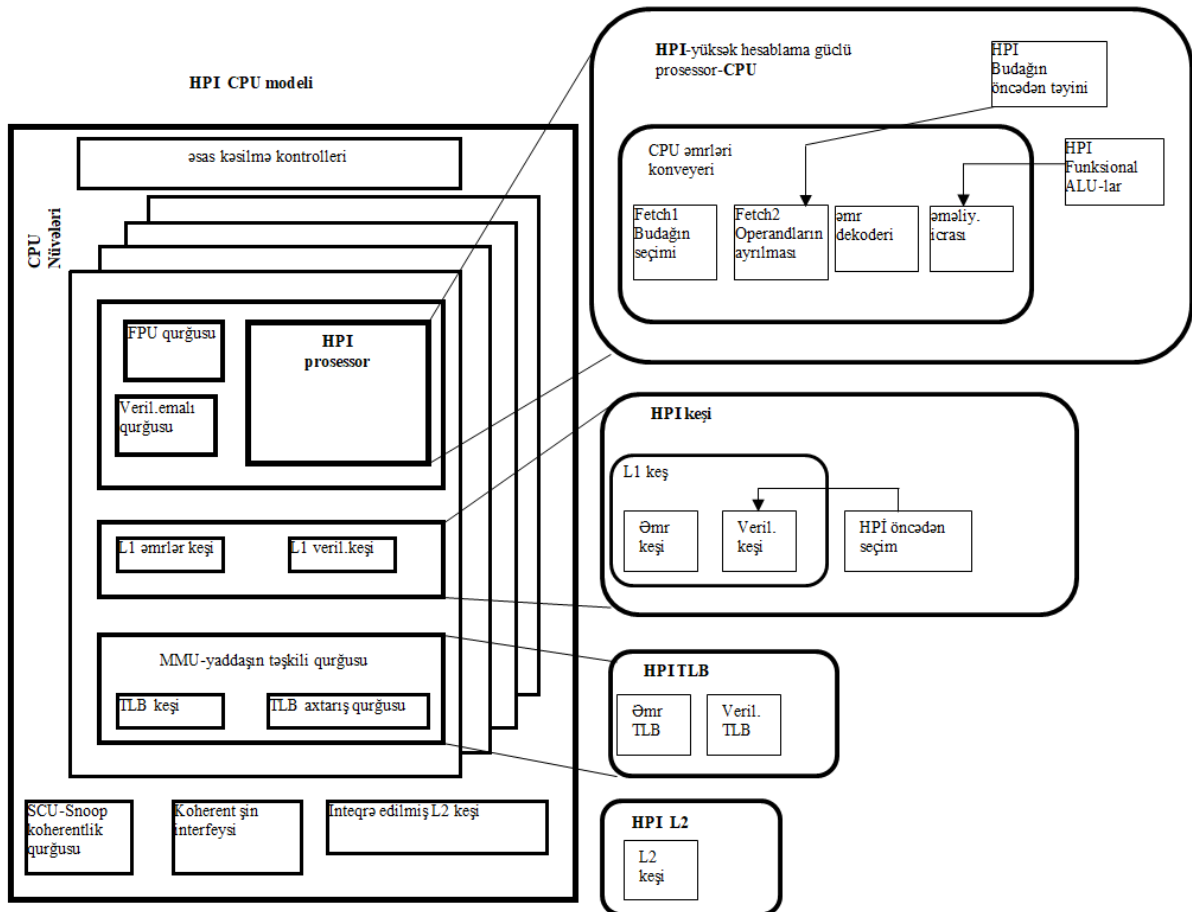 HPI CPU modeli
əsas kəsilmə kontrolleri
CPU
Nüvələri
FPU qurğusu
Veril.emalı
qurğusu
HPI
prosessor
L1 əmrlər keşi
L1 veril.keşi
MMU-yaddaşın təşkili qurğusu
TLB keşi
TLB axtarış qurğusu
SCU-Snoop
koherentlik
qurğusu
Koherent şin
interfeysi
Inteqrə edilmiş L2 keşi
HPI-yüksək hesablama güclü
prosessor-CPU
HPI
Budağın
öncədən təyini
CPU əmrləri
konveyeri
HPI
Funksional
ALU-lar
Fetch1
Budağın
seçimi
Fetch2
Operandların
ayrılması
əmr
dekoderi
əməliy.
icrası
HPI keşi
L1 keş
Əmr
keşi
Veril.
keşi
HPİ öncədən
seçim
HPI TLB
Əmr
TLB
Veril.
TLB
HPI L2
L2
keşi